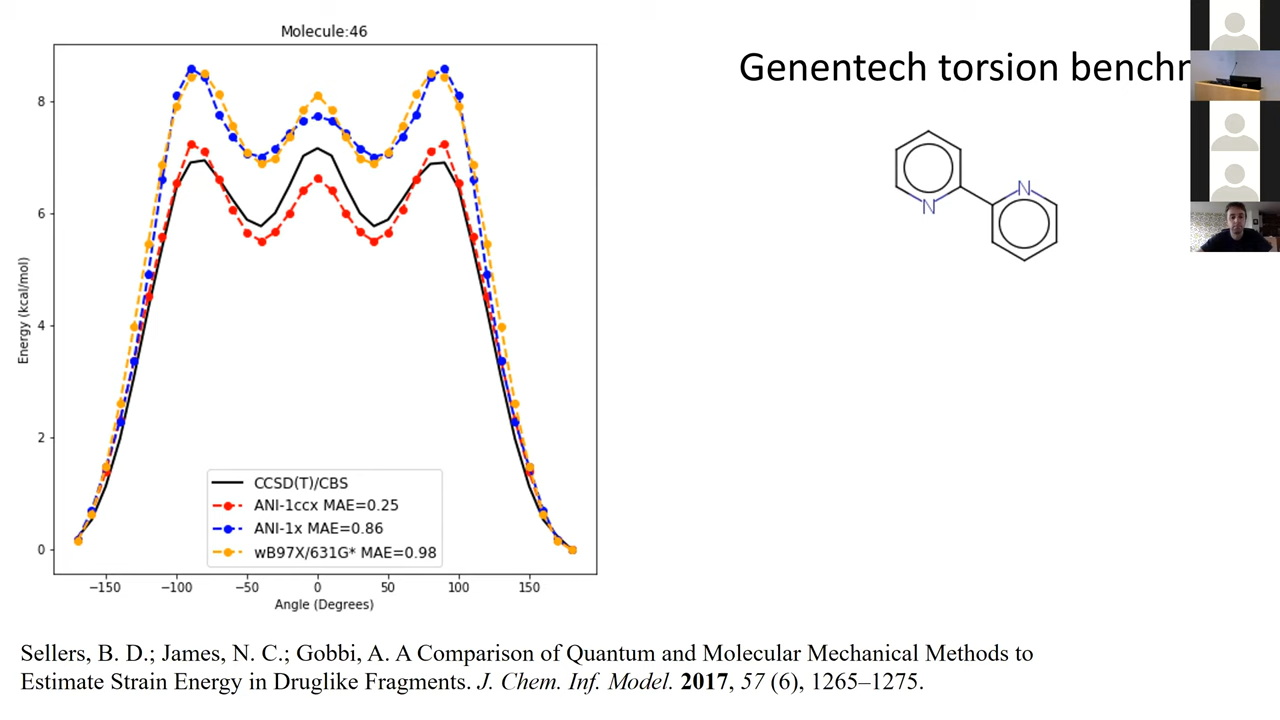 Molecule:46
Genentech torsion
8
6
4
2
0
Energy (kcal/mol)
CCSD(T)/CBS
ANI-1ccx MAE=0.25
ANI-1x MAE=0.86
wB97X/631G* MAE=0.98
−150 −100 −50 0 50 100 150
Angle (Degrees)
N
N
Sellers, B. D.; James, N. C.; Gobbi, A. A Comparison of Quantum and Molecular Mechanical Methods to
Estimate Strain Energy in Druglike Fragments. J. Chem. Inf. Model. 2017, 57 (6), 1265–1275.